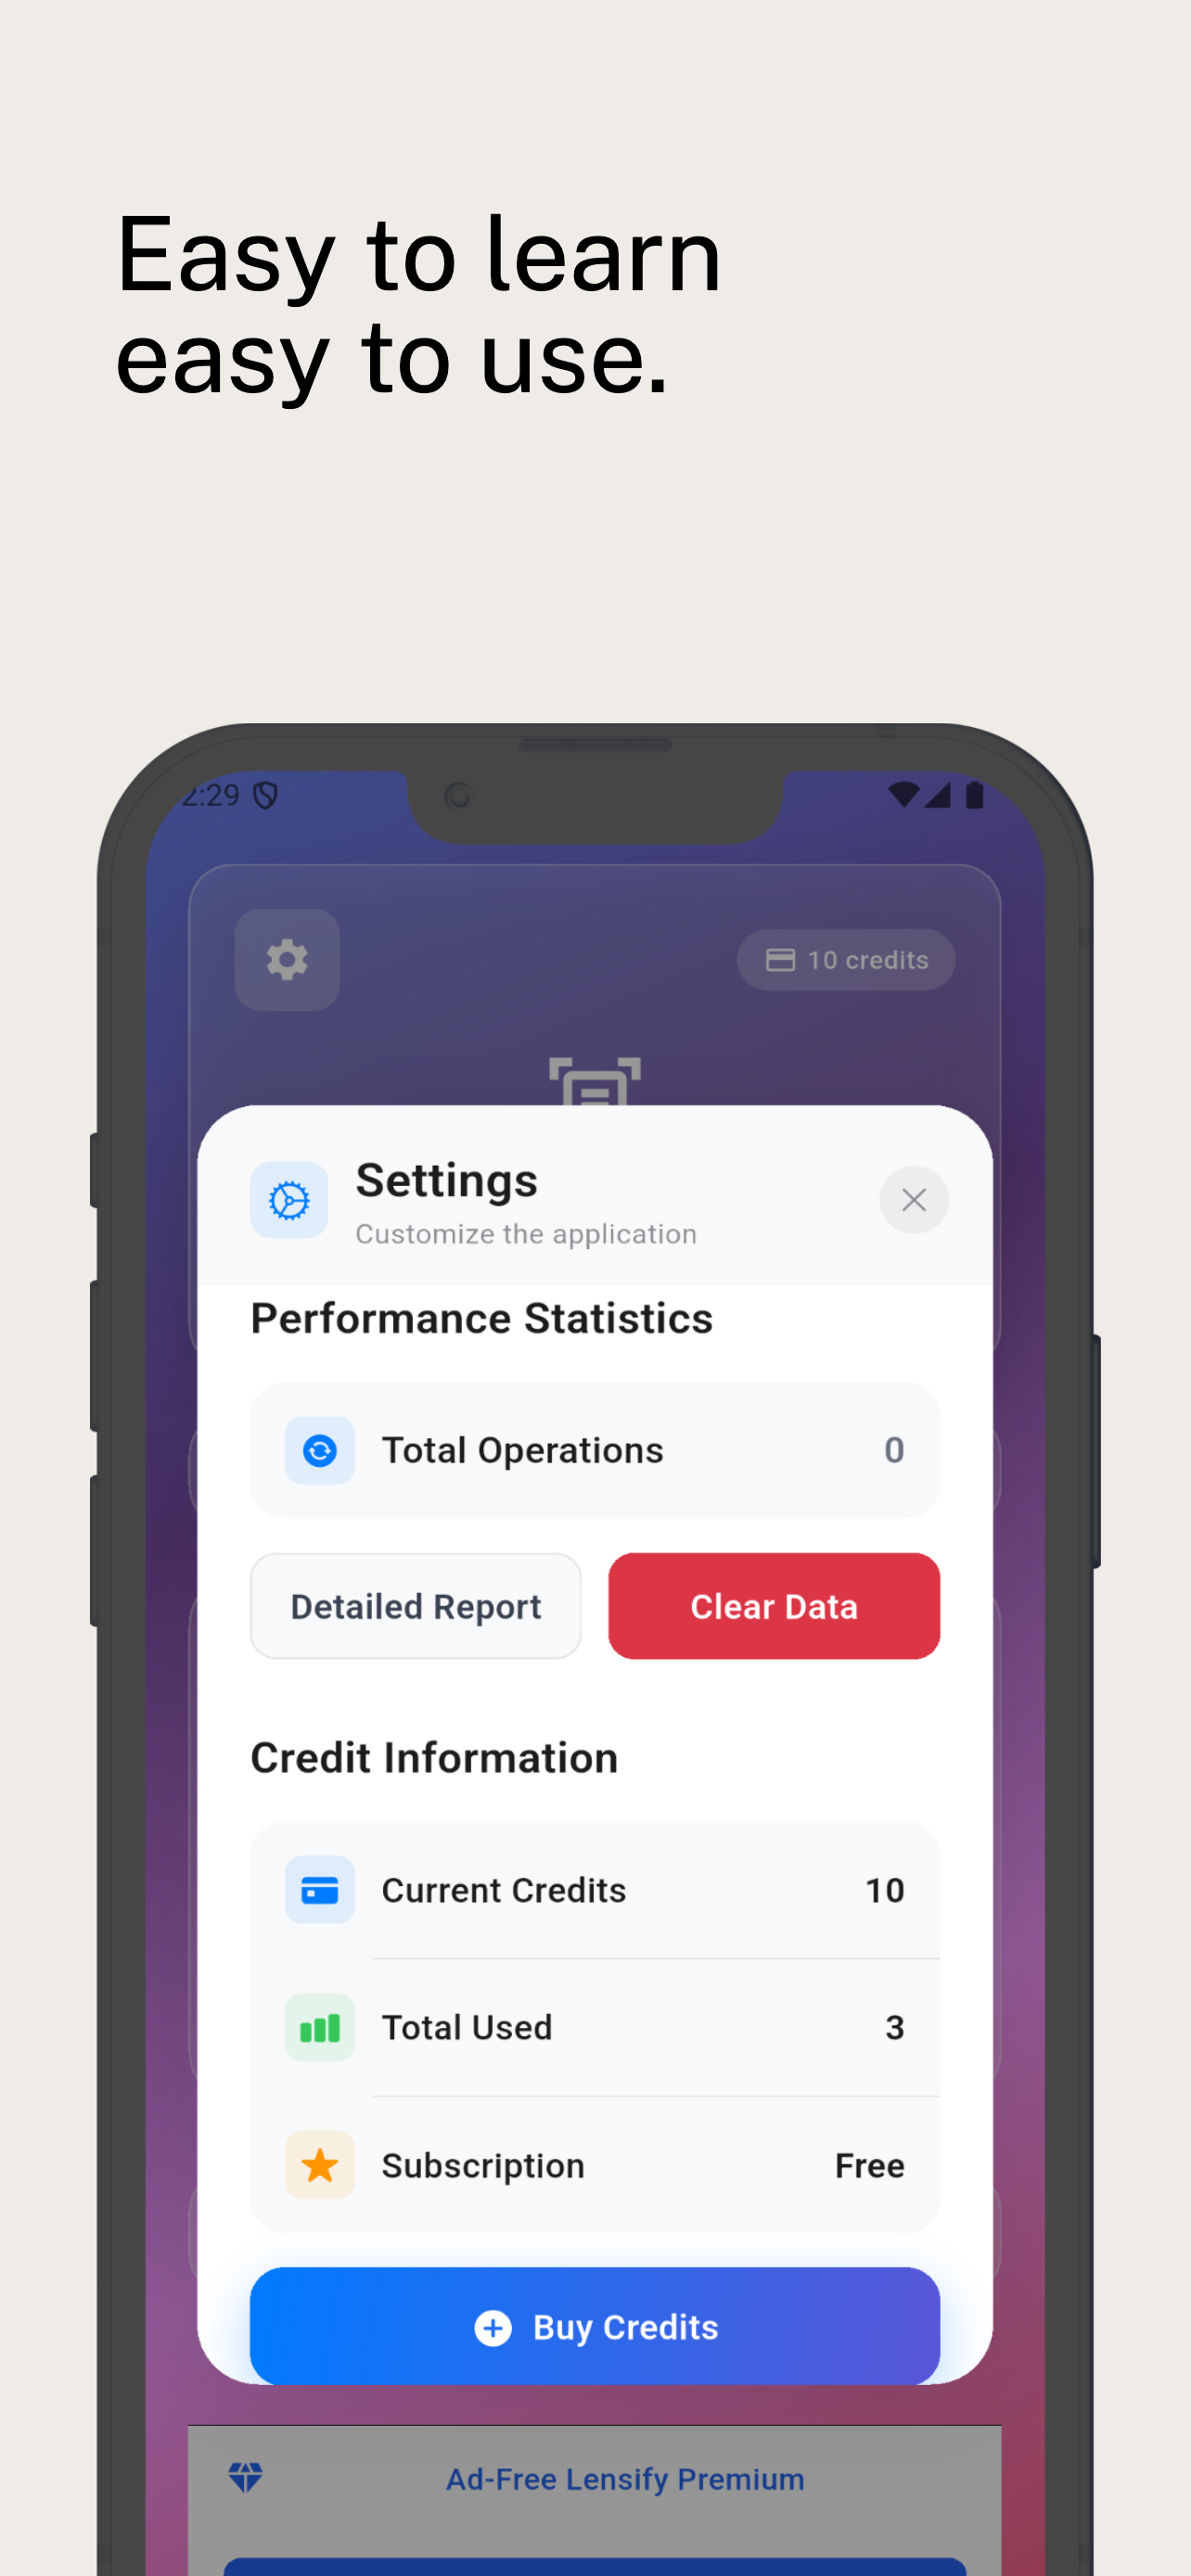 Easy to learn
easy to use.
2:29
10 credits
Settings
Customize the application
Performance Statistics
Total Operations 0
Detailed Report Clear Data
Credit Information
Current Credits 10
Total Used 3
Subscription Free
Buy Credits
Ad-Free Lensify Premium